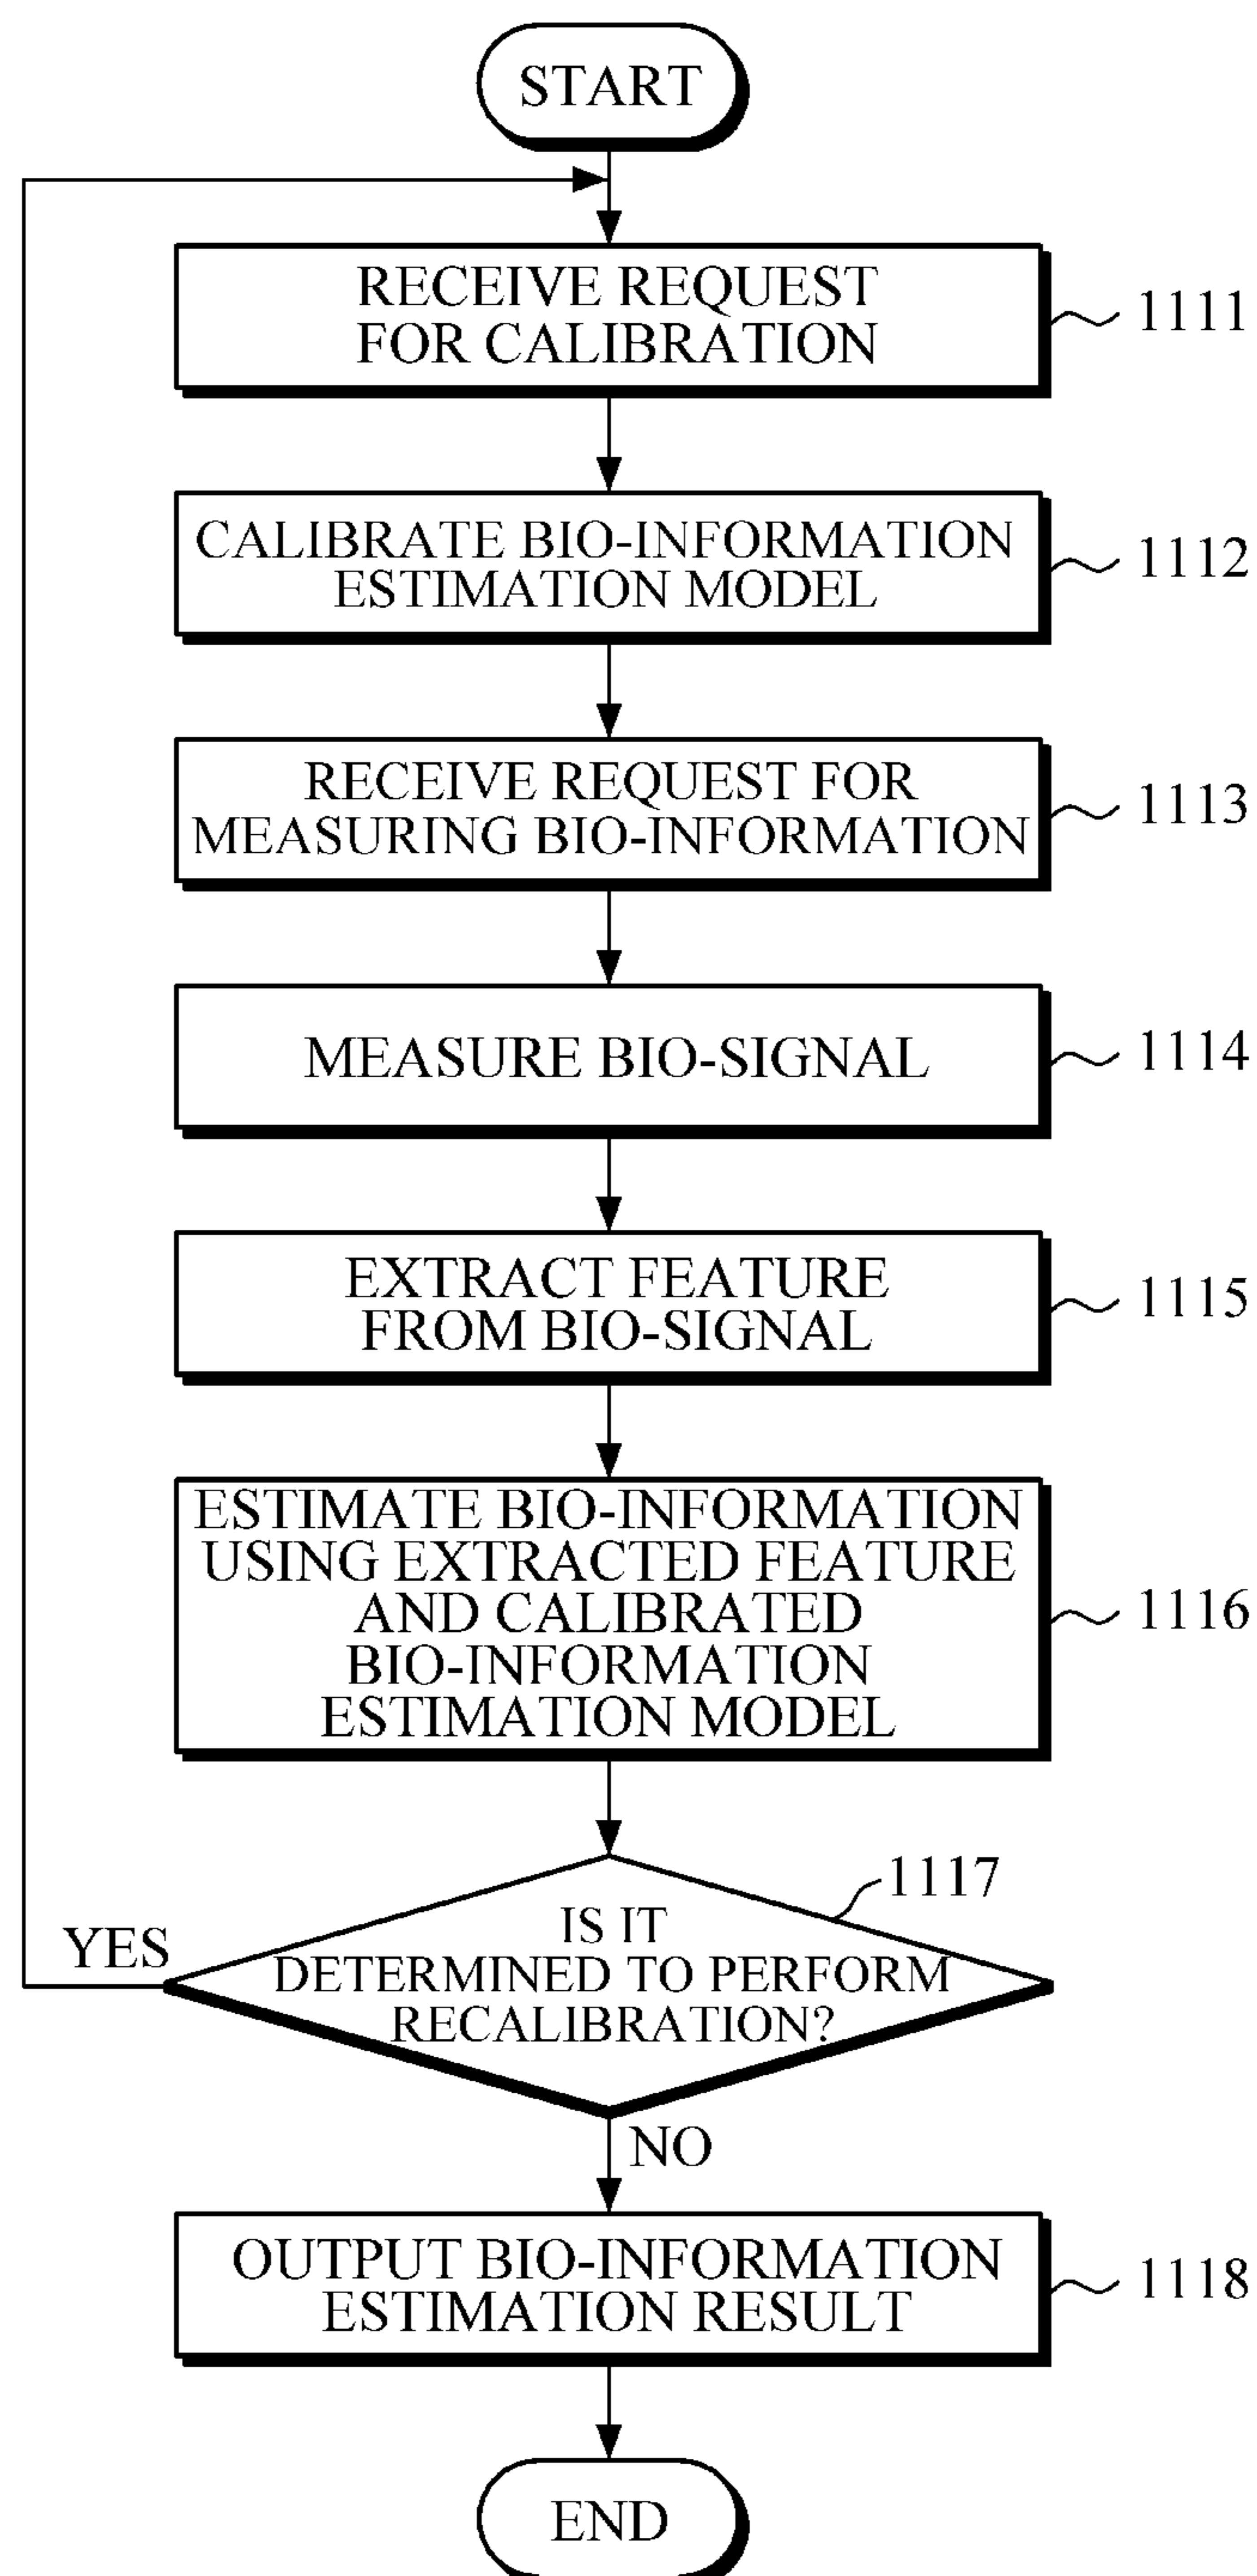 START
RECEIVE REQUEST
FOR CALIBRATION
1111
CALIBRATE BIO-INFORMATION
ESTIMATION MODEL
1112
RECEIVE REQUEST FOR
MEASURING BIO-INFORMATION
1113
MEASURE BIO-SIGNAL
1114
EXTRACT FEATURE
FROM BIO-SIGNAL
1115
ESTIMATE BIO-INFORMATION
USING EXTRACTED FEATURE
AND CALIBRATED
BIO-INFORMATION
ESTIMATION MODEL
1116
1117
IS IT
DETERMINED TO PERFORM
RECALIBRATION?
YES
NO
OUTPUT BIO-INFORMATION
ESTIMATION RESULT
1118
END